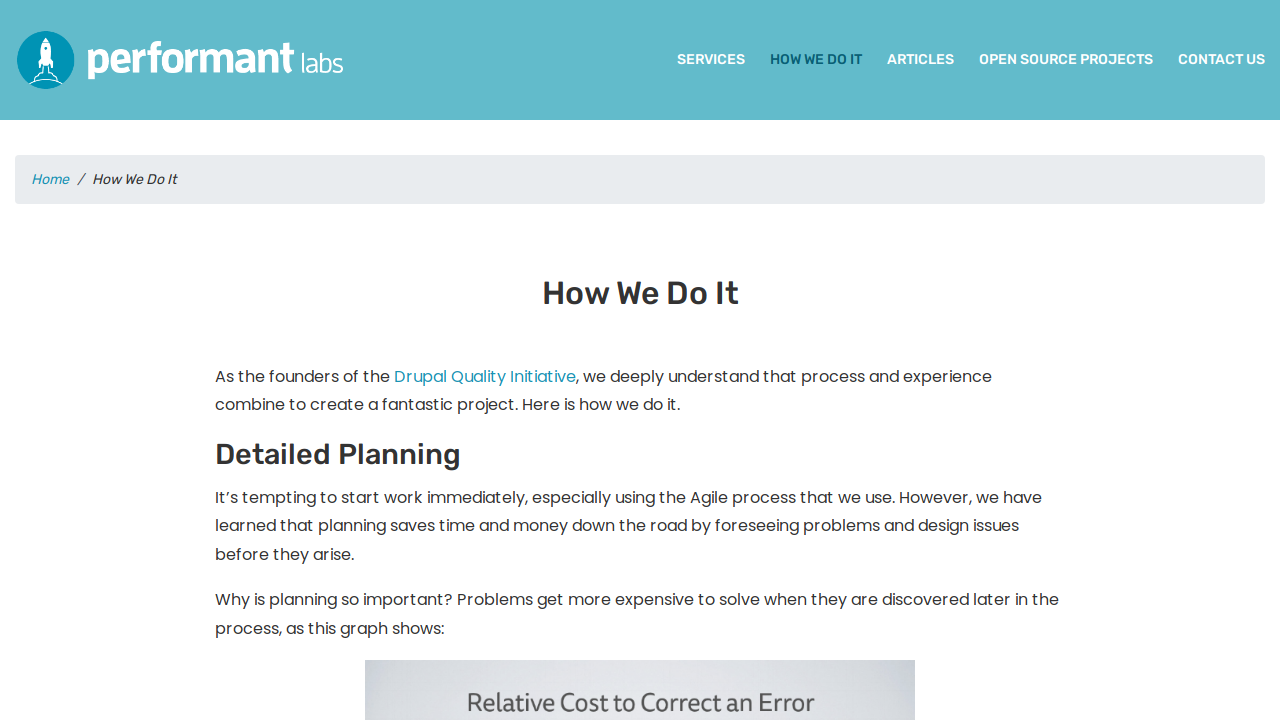 performant labs
SERVICES
HOW WE DO IT
ARTICLES
OPEN SOURCE PROJECTS
CONTACT US
Home / How We Do It
How We Do It
As the founders of the Drupal Quality Initiative, we deeply understand that process and experience
combine to create a fantastic project. Here is how we do it.
Detailed Planning
It’s tempting to start work immediately, especially using the Agile process that we use. However, we have
learned that planning saves time and money down the road by foreseeing problems and design issues
before they arise.
Why is planning so important? Problems get more expensive to solve when they are discovered later in the
process, as this graph shows:
Relative Cost to Correct an Error